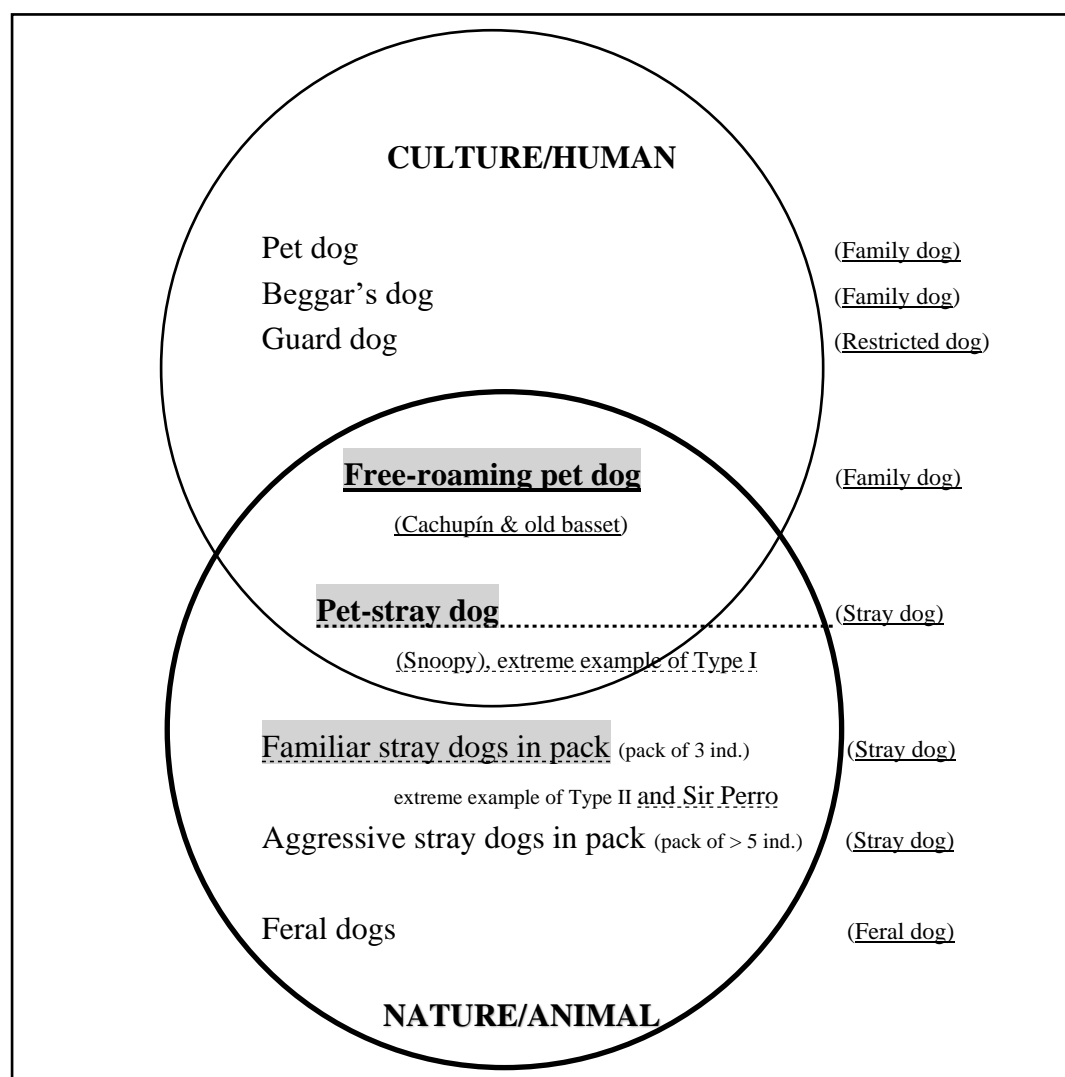 CULTURE/HUMAN
Pet dog (Family dog)
Beggar’s dog (Family dog)
Guard dog (Restricted dog)
Free-roaming pet dog (Family dog)
(Cachupín & old basset)
Pet-stray dog (Stray dog)
(Snoopy), extreme example of Type I
Familiar stray dogs in pack (pack of 3 ind.) (Stray dog)
extreme example of Type II and Sir Perro
Aggressive stray dogs in pack (pack of > 5 ind.) (Stray dog)
Feral dogs (Feral dog)
NATURE/ANIMAL